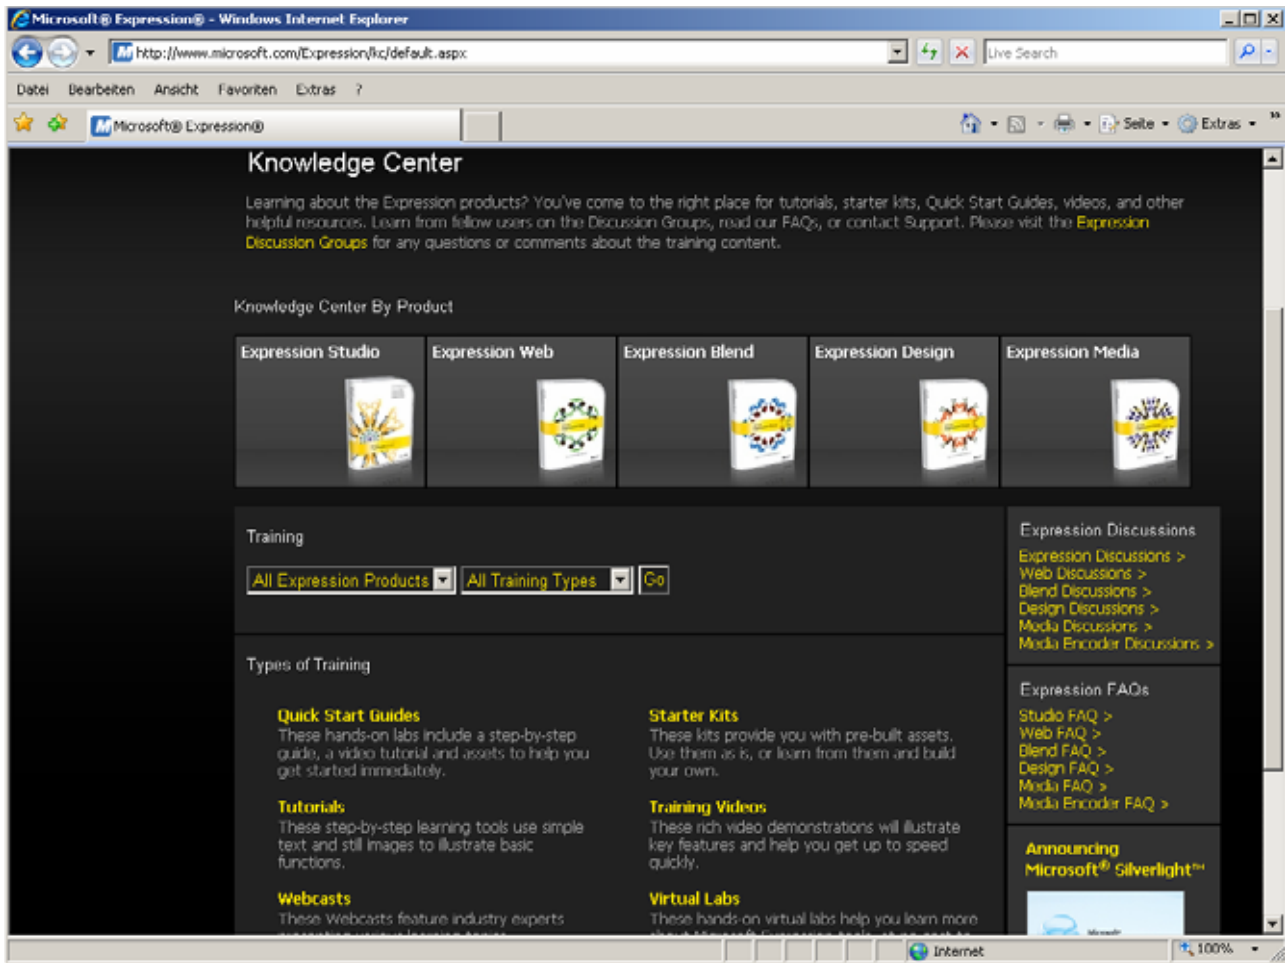 Microsoft® Expression® - Windows Internet Explorer
http://www.microsoft.com/Expression/kc/default.aspx
Live Search
Datei Bearbeiten Ansicht Favoriten Extras ?
Microsoft® Expression®
Seite
Extras
Knowledge Center
Learning about the Expression products? You've come to the right place for tutorials, starter kits, Quick Start Guides, videos, and other
helpful resources. Learn from fellow users on the Discussion Groups, read our FAQs, or contact Support. Please visit the Expression
Discussion Groups for any questions or comments about the training content.
Knowledge Center By Product
Expression Studio
Expression Web
Expression Blend
Expression Design
Expression Media
Training
All Expression Products
All Training Types
Go
Types of Training
Quick Start Guides
These hands-on labs include a step-by-step
guide, a video tutorial and assets to help you
get started immediately.
Starter Kits
These kits provide you with pre-built assets.
Use them as is, or learn from them and build
your own.
Tutorials
These step-by-step learning tools use simple
text and still images to illustrate basic
functions.
Training Videos
These rich video demonstrations will illustrate
key features and help you get up to speed
quickly.
Webcasts
These Webcasts feature industry experts
Virtual Labs
These hands-on virtual labs help you learn more
Expression Discussions
Expression Discussions >
Web Discussions >
Blend Discussions >
Design Discussions >
Media Discussions >
Media Encoder Discussions >
Expression FAQs
Studio FAQ >
Web FAQ >
Blend FAQ >
Design FAQ >
Media FAQ >
Media Encoder FAQ >
Announcing
Microsoft® Silverlight™
Microsoft
Internet
100%